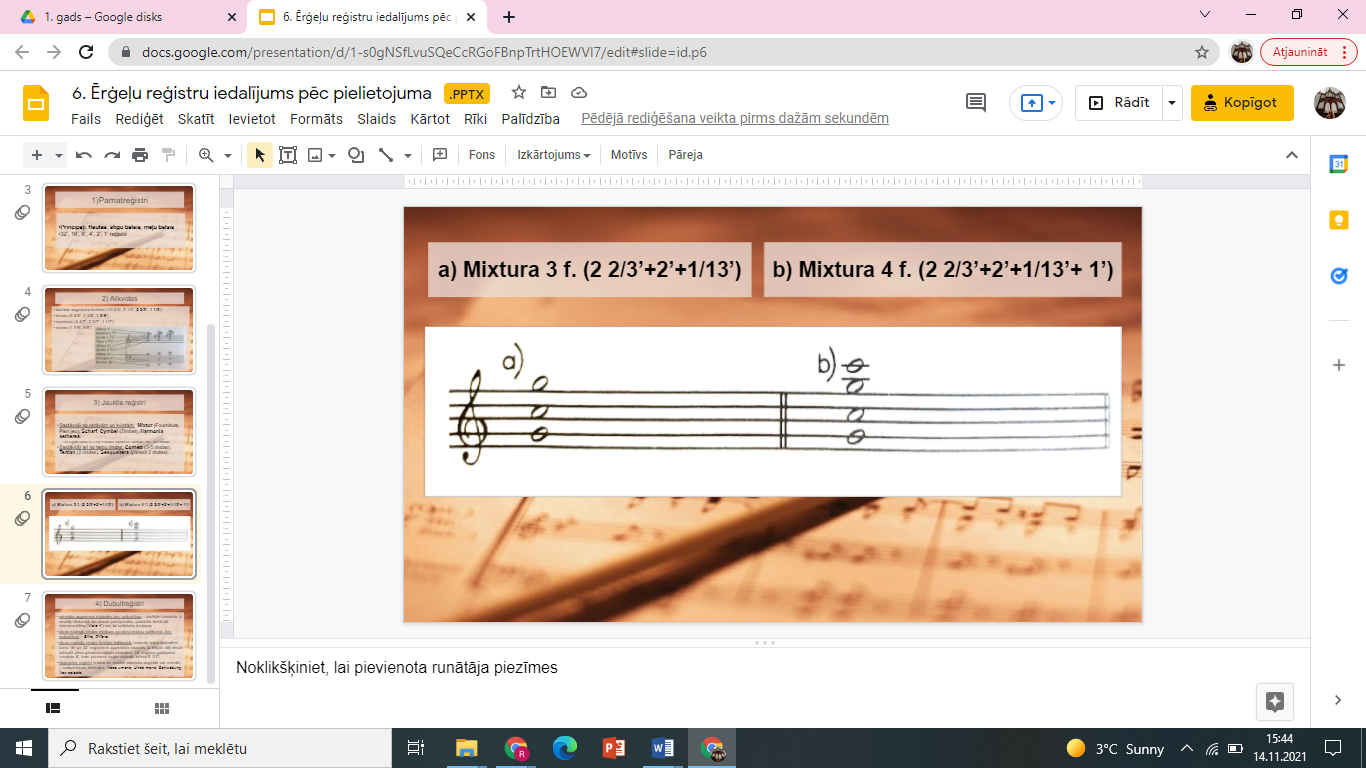 1. gads – Google disks
6. Ērģeļu reģistru iedalījums pēc
docs.google.com/presentation/d/1-s0gNSfLvuSQeCcRGoFBnpTrtHOEWVl7/edit#slide=id.p6
Atjaunināt
6. Ērģeļu reģistru iedalījums pēc pielietojuma .PPTX
Fails Rediģēt Skatīt Ievietot Formāts Slaids Kārtot Rīki Palīdzība Pēdējā rediģēšana veikta pirms dažām sekundēm
Rādīt
Kopīgot
Fons Izkārtojums Motīvs Pāreja
31
3
1)Pamatreģistri
4
2) Alikvotas
5
3) Jauktie reģistri
6
7
4) Dubultreģistri
a) Mixtura 3 f. (2 2/3’+2’+1/13’)
b) Mixtura 4 f. (2 2/3’+2’+1/13’+ 1’)
a)
b)
Noklikšķiniet, lai pievienota runātāja piezīmes
Rakstiet šeit, lai meklētu
3°C Sunny
15:44
14.11.2021